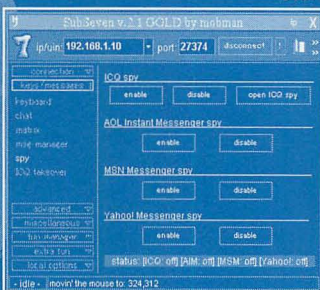 SubSeven v.2.1 GOLD by mobman
ip/uin: 192.168.1.10 port: 27374 disconnect
connection
keys/messages
keyboard
chat
matrix
msg manager
spy
ICQ takeover
advanced
miscellaneous
fun manager
extra fun
local options
ICQ spy
enable disable open ICQ spy
AOL Instant Messenger spy
enable disable
MSN Messenger spy
enable disable
Yahoo! Messenger spy
enable disable
status: [ICQ: off] [AIM: off] [MSM: off] [Yahoo!: off]
- idle - movin' the mouse to: 324,312